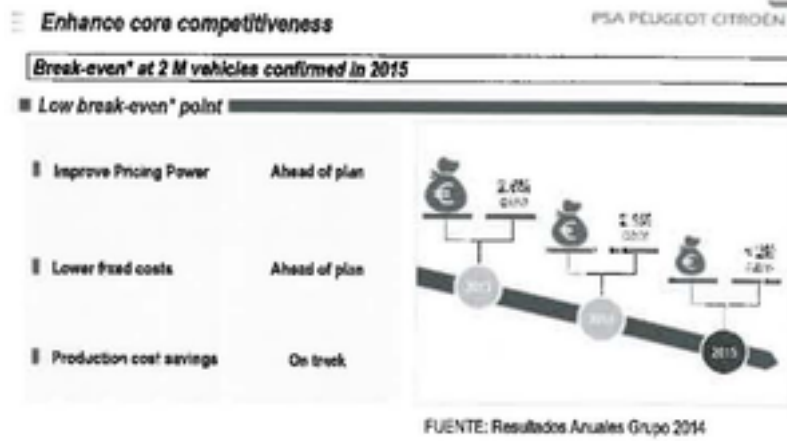 PSA PEUGEOT CITROËN
Enhance core competitiveness
Break-even* at 2 M vehicles confirmed in 2015
Low break-even* point
Improve Pricing Power
Ahead of plan
Lower fixed costs
Ahead of plan
Production cost savings
On track
€
€
€
2013
2014
2015
FUENTE: Resultados Anuales Grupo 2014